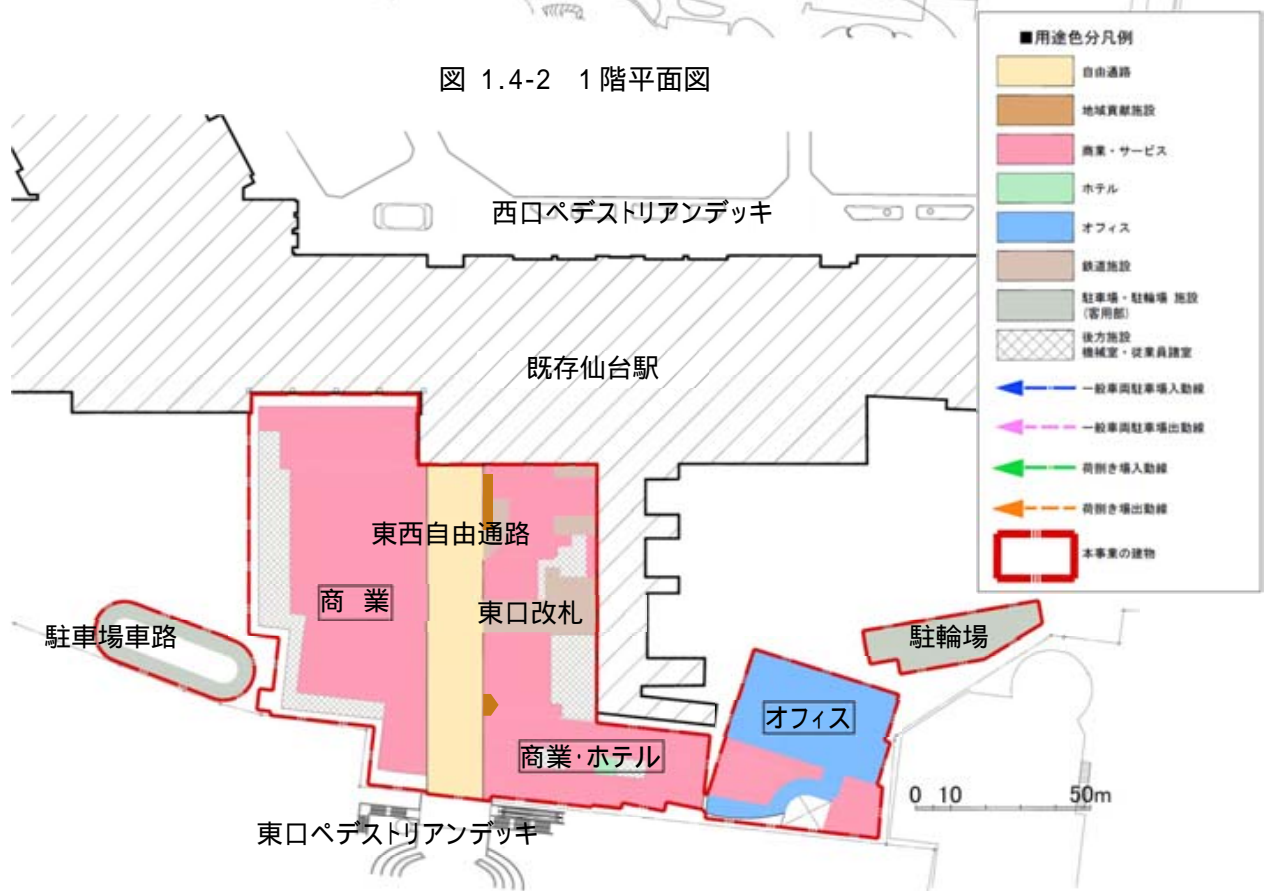 図 1.4-2 1階平面図
■用途色分凡例
自由通路
地域貢献施設
商業・サービス
ホテル
オフィス
鉄道施設
駐車場・駐輪場 施設
(客用部)
後方施設
機械室・従業員諸室
一般車両駐車場入動線
一般車両駐車場出動線
荷捌き場入動線
荷捌き場出動線
本事業の建物
西口ペデストリアンデッキ
既存仙台駅
東西自由通路
商 業
東口改札
駐車場車路
駐輪場
オフィス
商業・ホテル
0 10 50m
東口ペデストリアンデッキ